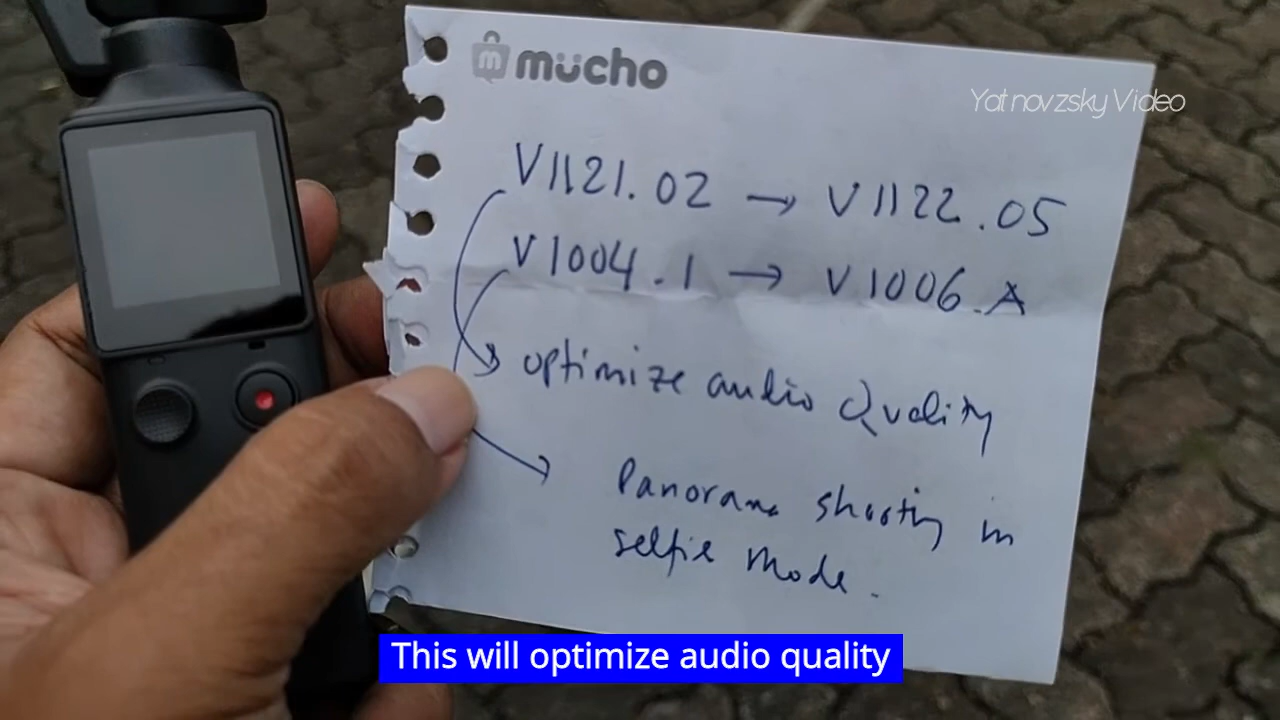 mücho
Yatnovzsky Video
V1121.02 → V1122.05
V1004.1 → V1006.A
optimize audio Quality
Panorama shooting in
selfie mode.
This will optimize audio quality